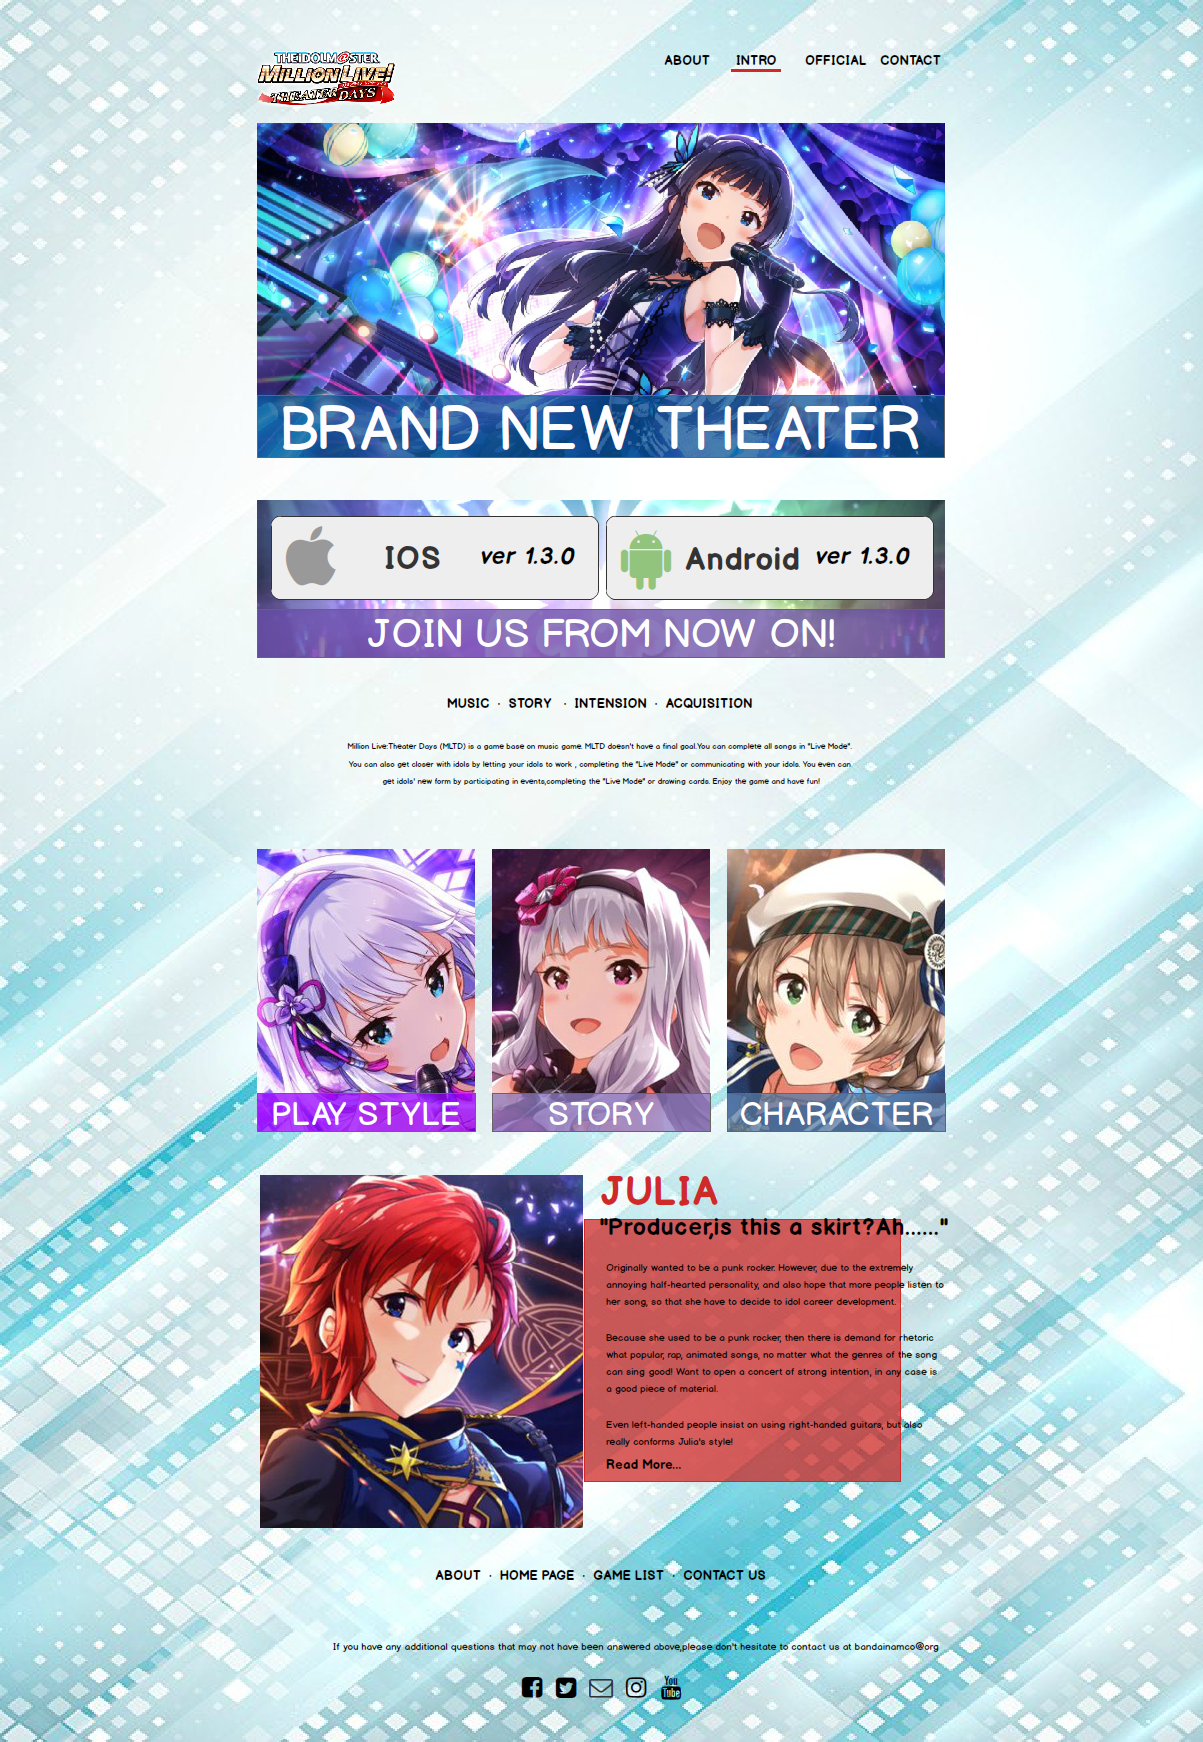 THE IDOLM@STER
MILLION LIVE!
THEATER DAYS
ABOUT INTRO OFFICIAL CONTACT
BRAND NEW THEATER
IOS ver 1.3.0 Android ver 1.3.0
JOIN US FROM NOW ON!
MUSIC · STORY · INTENSION · ACQUISITION
Million Live:Theater Days (MLTD) is a game base on music game. MLTD doesn't have a final goal.You can complete all songs in "Live Mode".
You can also get closer with idols by letting your idols to work , completing the "Live Mode" or communicating with your idols. You even can
get idols' new form by participating in events,completing the "Live Mode" or drawing cards. Enjoy the game and have fun!
PLAY STYLE STORY CHARACTER
JULIA
"Producer,is this a skirt?Ah......"
Originally wanted to be a punk rocker. However, due to the extremely
annoying half-hearted personality, and also hope that more people listen to
her song, so that she have to decide to idol career development.
Because she used to be a punk rocker, then there is demand for rhetoric
what popular, rap, animated songs, no matter what the genres of the song
can sing good! Want to open a concert of strong intention, in any case is
a good piece of material.
Even left-handed people insist on using right-handed guitars, but also
really conforms Julia's style!
Read More...
ABOUT · HOME PAGE · GAME LIST · CONTACT US
If you have any additional questions that may not have been answered above,please don't hesitate to contact us at bandainamco@org
You Tube